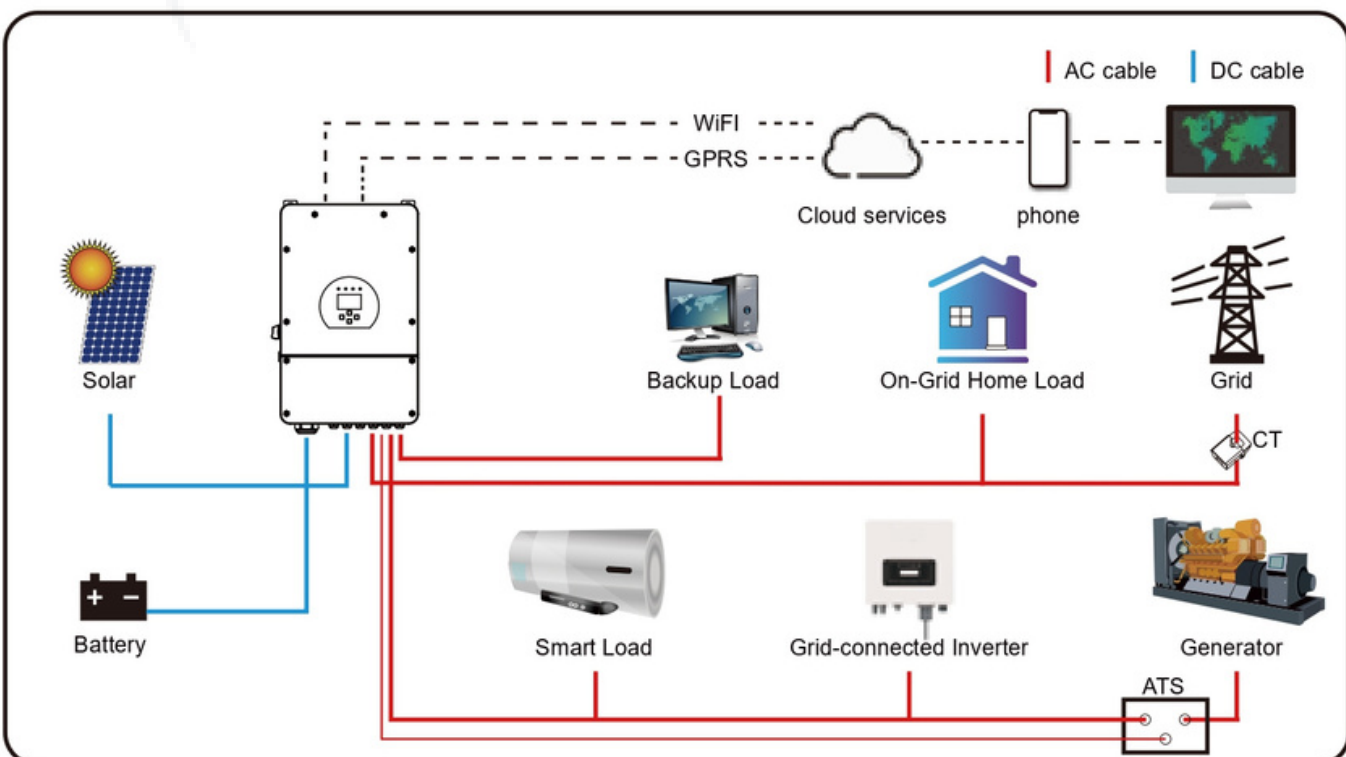 AC cable
DC cable
WiFI
GPRS
Cloud services
phone
Solar
Backup Load
On-Grid Home Load
Grid
CT
Battery
Smart Load
Grid-connected Inverter
Generator
ATS